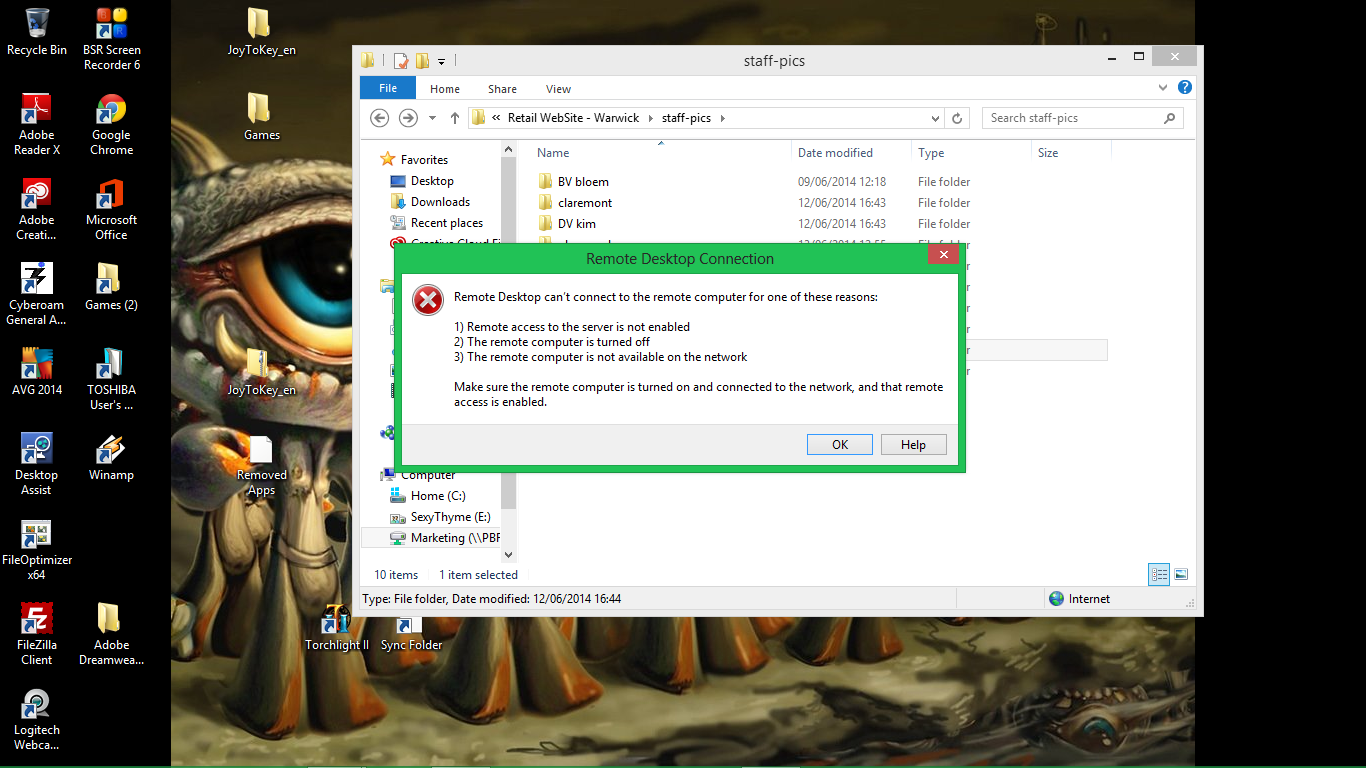 Recycle Bin
BSR Screen
Recorder 6
JoyToKey_en
Adobe
Reader X
Google
Chrome
Games
Adobe
Creati...
Microsoft
Office
Cyberoam
General A...
Games (2)
AVG 2014
TOSHIBA
User's ...
JoyToKey_en
Desktop
Assist
Winamp
Removed
Apps
FileOptimizer
x64
FileZilla
Client
Adobe
Dreamwea...
Torchlight II
Sync Folder
Logitech
Webca...
staff-pics
File Home Share View
« Retail WebSite - Warwick staff-pics
Search staff-pics
Name Date modified Type Size
Favorites
Desktop
Downloads
Recent places
BV bloem 09/06/2014 12:18 File folder
claremont 12/06/2014 16:43 File folder
DV kim 12/06/2014 16:43 File folder
Remote Desktop Connection
Remote Desktop can't connect to the remote computer for one of these reasons:
1) Remote access to the server is not enabled
2) The remote computer is turned off
3) The remote computer is not available on the network
Make sure the remote computer is turned on and connected to the network, and that remote
access is enabled.
OK Help
Computer
Home (C:)
SexyThyme (E:)
Marketing (\\PBF
10 items 1 item selected
Type: File folder, Date modified: 12/06/2014 16:44
Internet